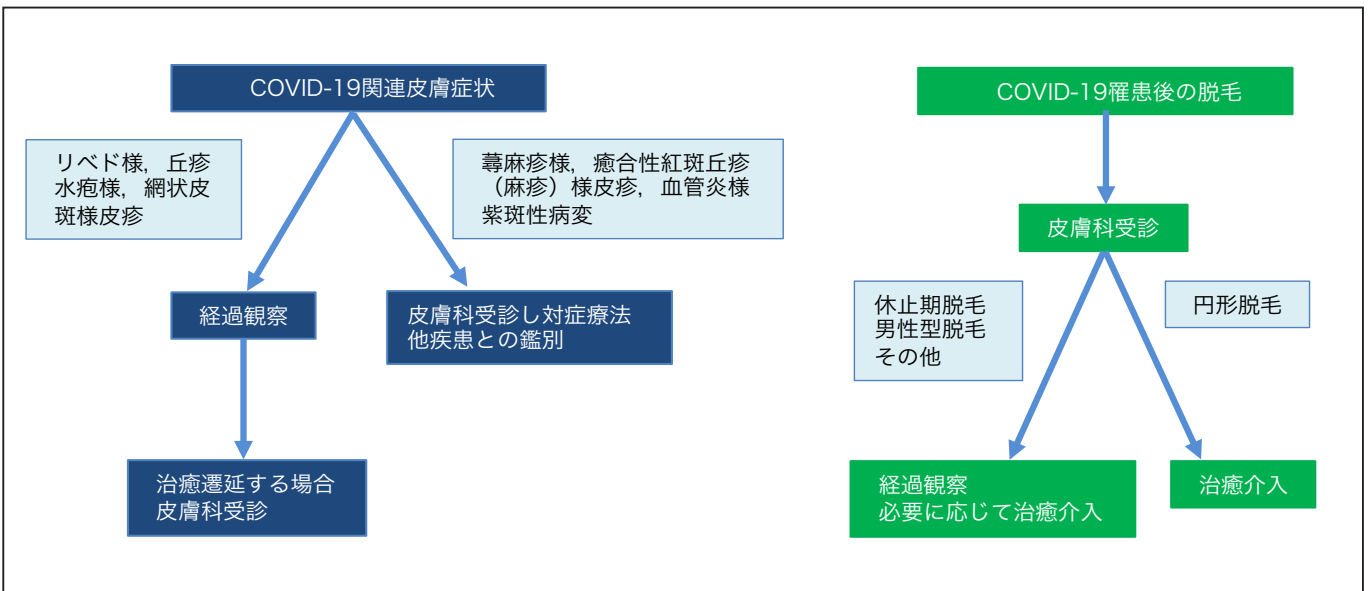 COVID-19関連皮膚症状
リベド様，丘疹
水疱様，網状皮
斑様皮疹
蕁麻疹様，癒合性紅斑丘疹
（麻疹）様皮疹，血管炎様
紫斑性病変
経過観察
皮膚科受診し対症療法
他疾患との鑑別
治癒遷延する場合
皮膚科受診
COVID-19罹患後の脱毛
皮膚科受診
休止期脱毛
男性型脱毛
その他
円形脱毛
経過観察
必要に応じて治癒介入
治癒介入